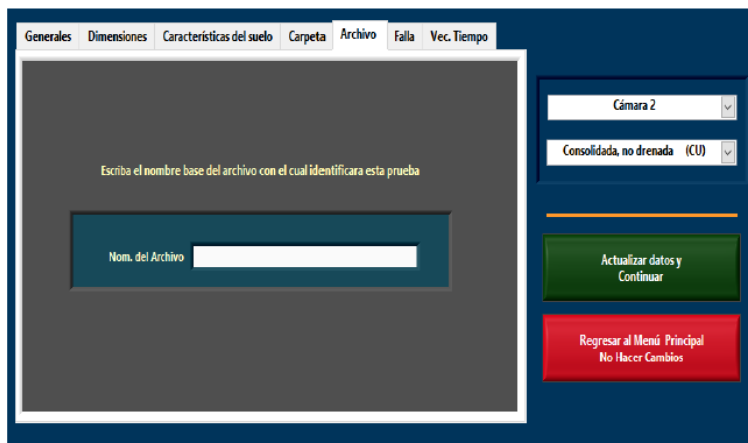 Generales Dimensiones Características del suelo Carpeta Archivo Falla Vec. Tiempo
Cámara 2
Consolidada, no drenada (CU)
Escriba el nombre base del archivo con el cual identificara esta prueba
Nom. del Archivo
Actualizar datos y
Continuar
Regresar al Menú Principal
No Hacer Cambios